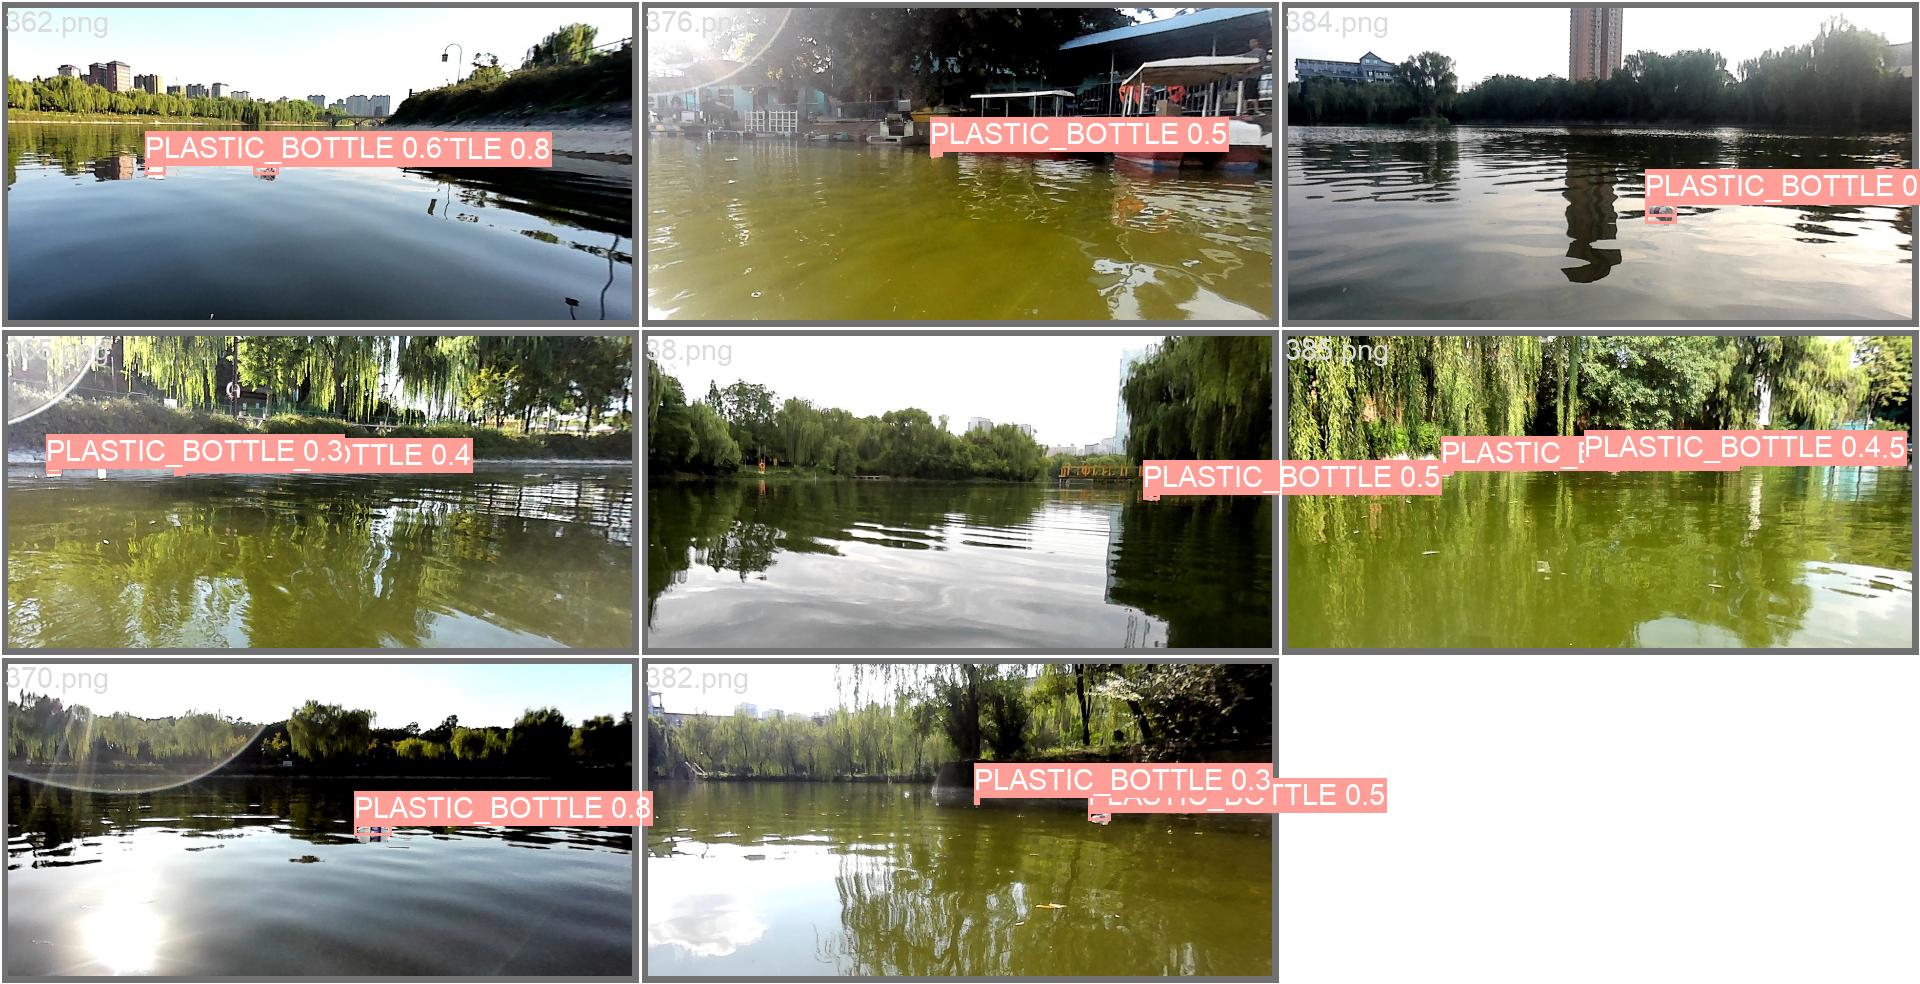 362.png
PLASTIC_BOTTLE 0.6
TLE 0.8
376.png
PLASTIC_BOTTLE 0.5
384.png
PLASTIC_BOTTLE 0
PLASTIC_BOTTLE 0.3
OTTLE 0.4
38.png
PLASTIC_BOTTLE 0.5
385.png
PLASTIC_
PLASTIC_BOTTLE 0.4
.5
370.png
PLASTIC_BOTTLE 0.8
382.png
PLASTIC_BOTTLE 0.3
PLASTIC_BOTTLE 0.5